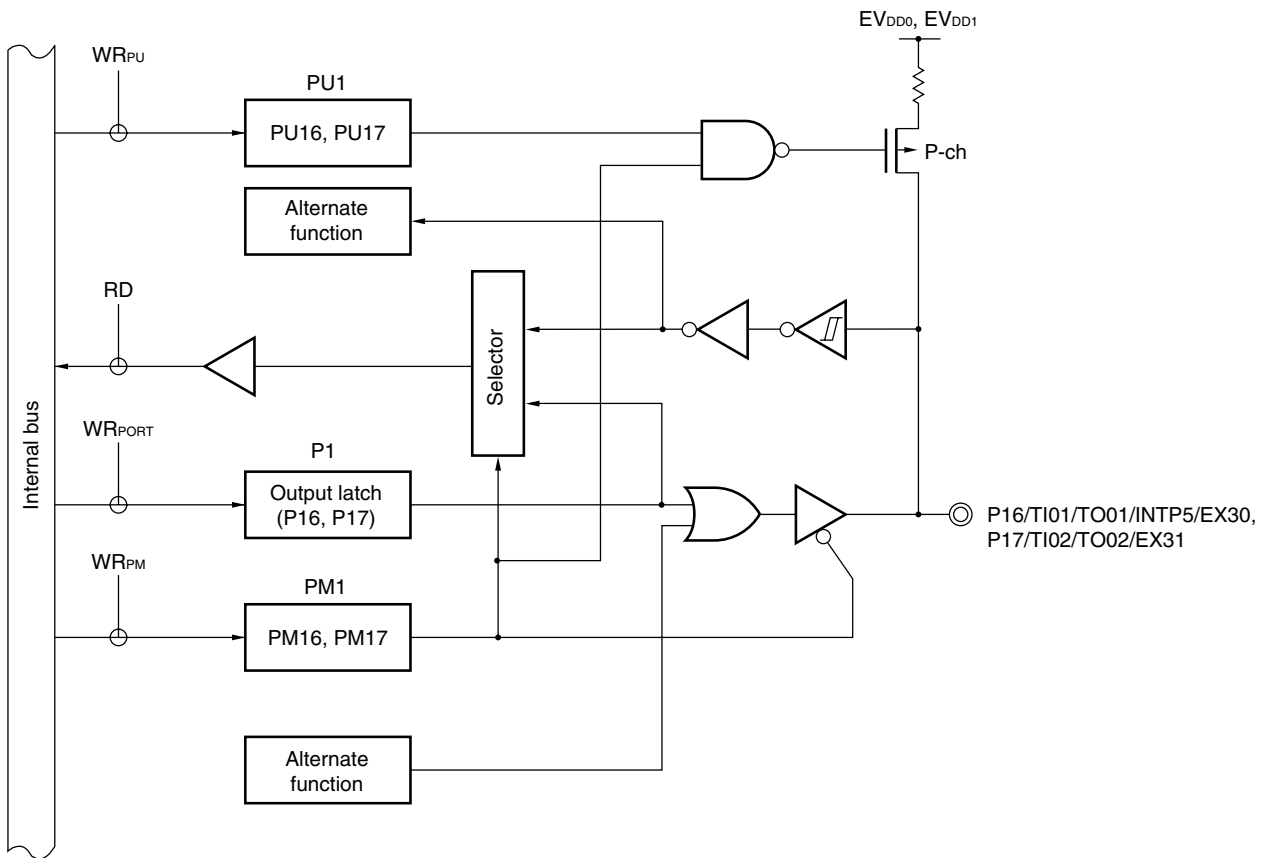 EVDD0, EVDD1
WRPU
PU1
PU16, PU17
P-ch
Alternate
function
RD
Selector
Internal bus
WRPORT
P1
Output latch
(P16, P17)
P16/TI01/TO01/INTP5/EX30,
P17/TI02/TO02/EX31
WRPM
PM1
PM16, PM17
Alternate
function